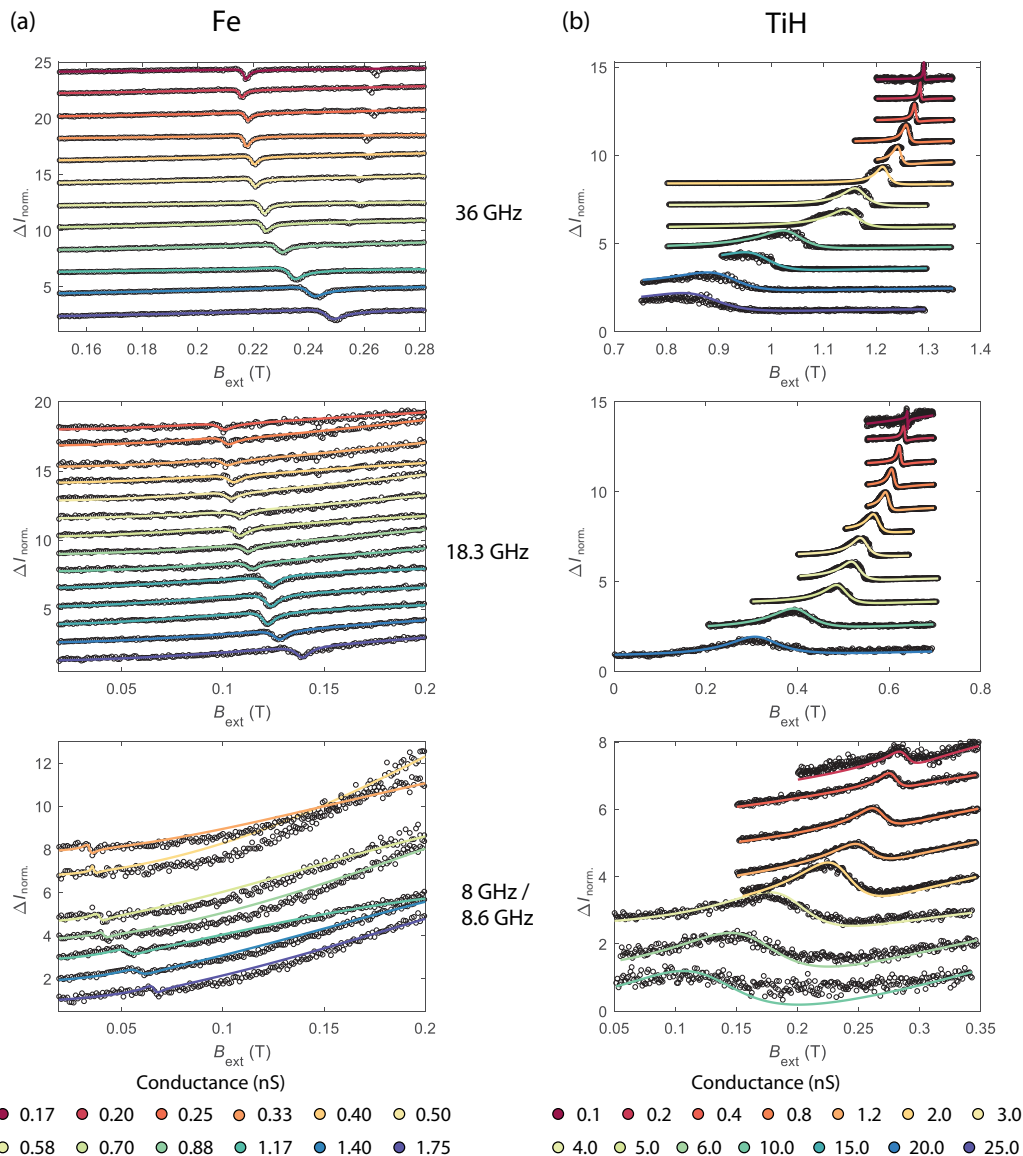 (a) Fe (b) TiH
25
20
15
10
5
ΔI norm.
0.16 0.18 0.2 0.22 0.24 0.26 0.28
B ext (T)
36 GHz
15
10
5
0
ΔI norm.
0.7 0.8 0.9 1 1.1 1.2 1.3 1.4
B ext (T)
20
15
10
5
ΔI norm.
0.05 0.1 0.15 0.2
B ext (T)
18.3 GHz
15
10
5
0
ΔI norm.
0 0.2 0.4 0.6 0.8
B ext (T)
12
10
8
6
4
2
ΔI norm.
0.05 0.1 0.15 0.2
B ext (T)
8 GHz /
8.6 GHz
8
6
4
2
0
ΔI norm.
0.05 0.1 0.15 0.2 0.25 0.3 0.35
B ext (T)
Conductance (nS)
0.17 0.20 0.25 0.33 0.40 0.50
0.58 0.70 0.88 1.17 1.40 1.75
Conductance (nS)
0.1 0.2 0.4 0.8 1.2 2.0 3.0
4.0 5.0 6.0 10.0 15.0 20.0 25.0